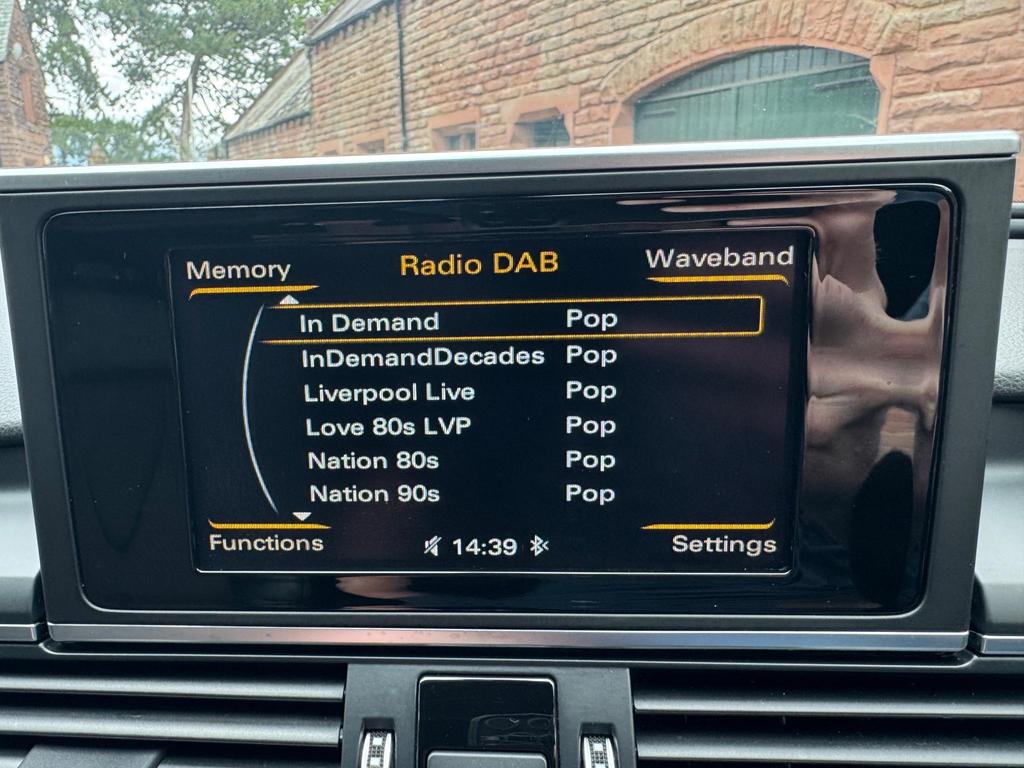 Memory Radio DAB Waveband
In Demand Pop
InDemandDecades Pop
Liverpool Live Pop
Love 80s LVP Pop
Nation 80s Pop
Nation 90s Pop
Functions 14:39 Settings